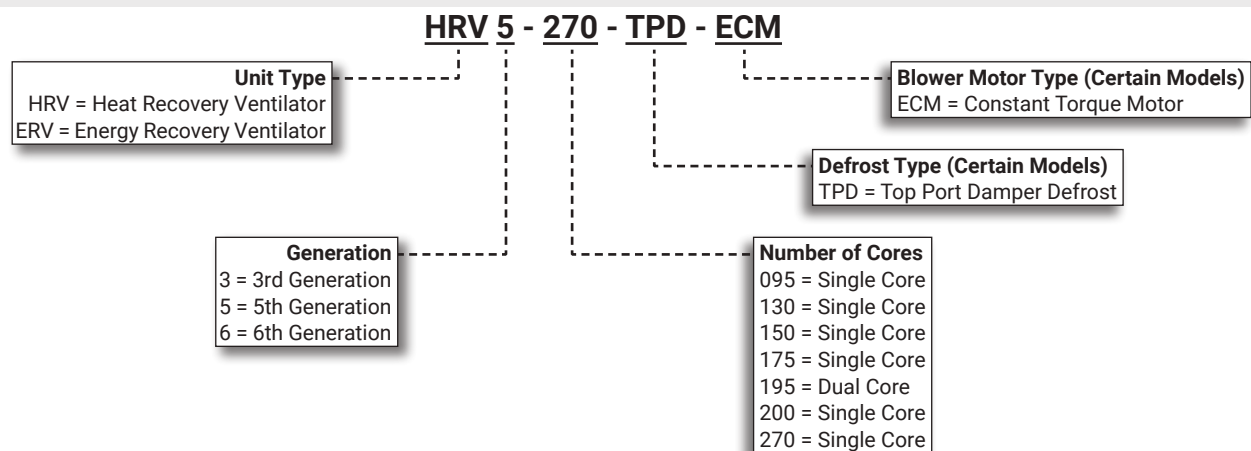 HRV 5 - 270 - TPD - ECM
Unit Type
HRV = Heat Recovery Ventilator
ERV = Energy Recovery Ventilator
Blower Motor Type (Certain Models)
ECM = Constant Torque Motor
Defrost Type (Certain Models)
TPD = Top Port Damper Defrost
Generation
3 = 3rd Generation
5 = 5th Generation
6 = 6th Generation
Number of Cores
095 = Single Core
130 = Single Core
150 = Single Core
175 = Single Core
195 = Dual Core
200 = Single Core
270 = Single Core